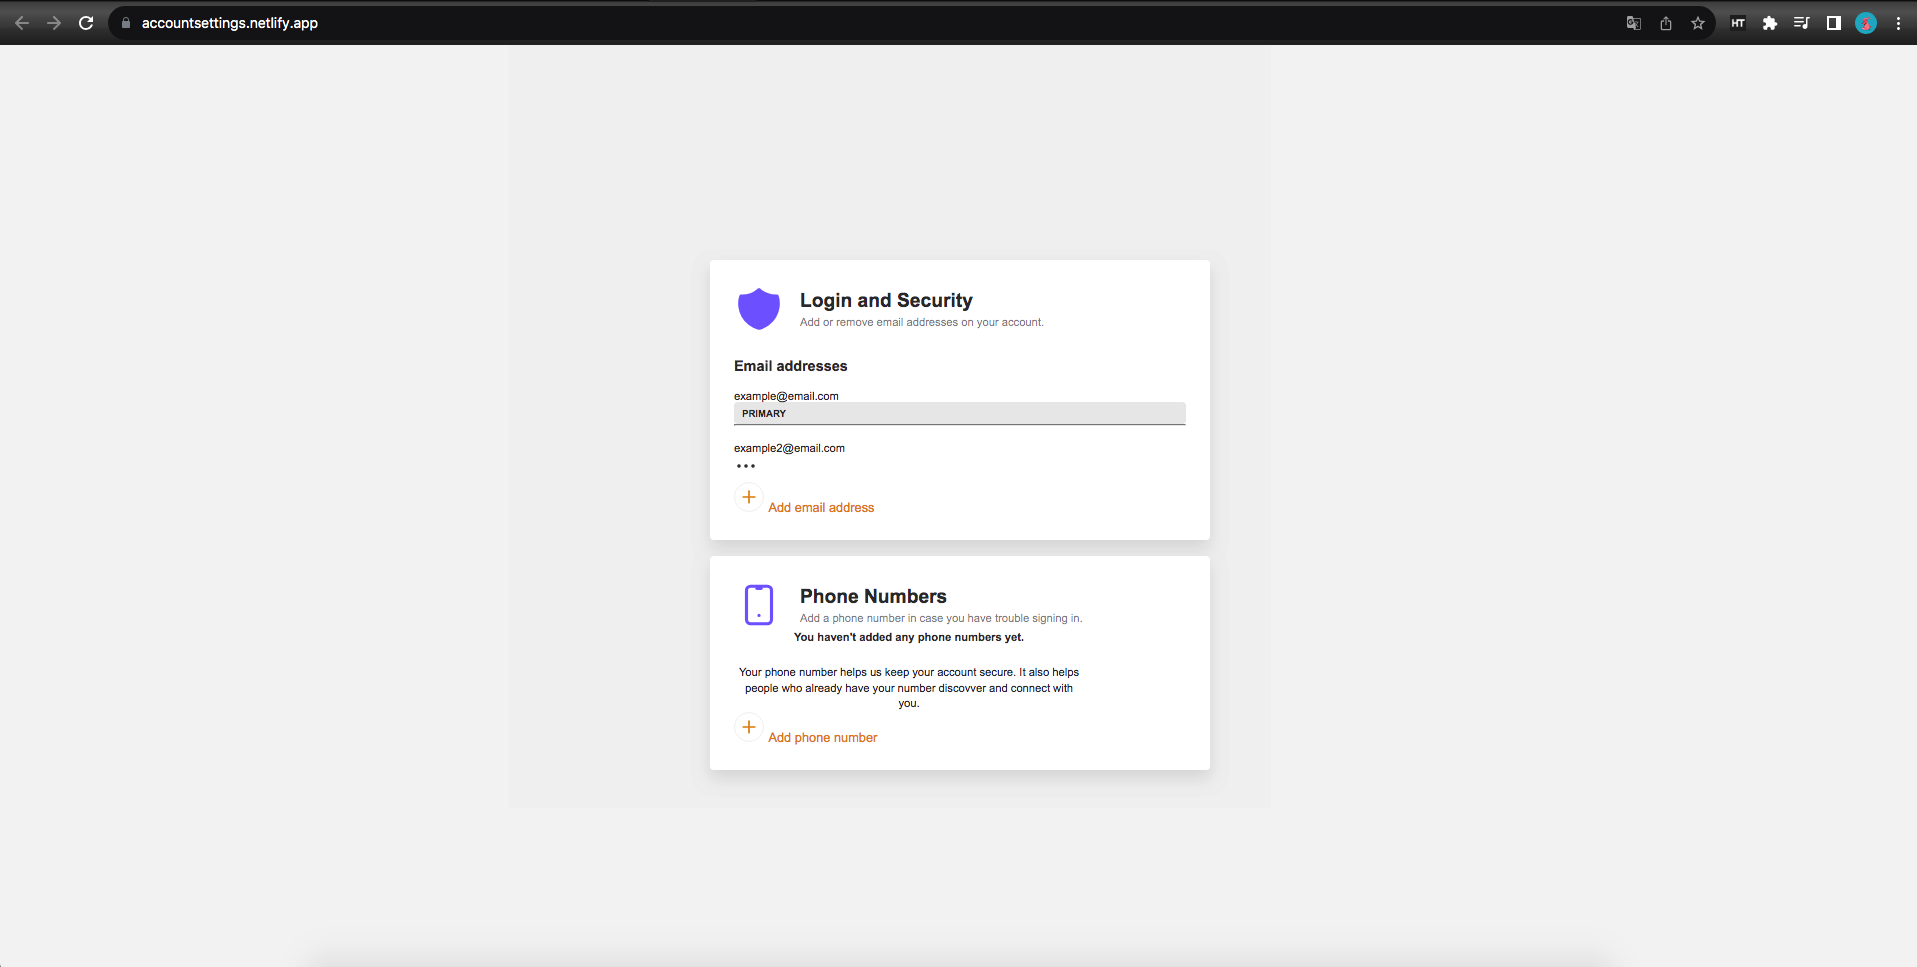 accountsettings.netlify.app
HT
Login and Security
Add or remove email addresses on your account.
Email addresses
example@email.com
PRIMARY
example2@email.com
Add email address
Phone Numbers
Add a phone number in case you have trouble signing in.
You haven't added any phone numbers yet.
Your phone number helps us keep your account secure. It also helps
people who already have your number discovver and connect with
you.
Add phone number